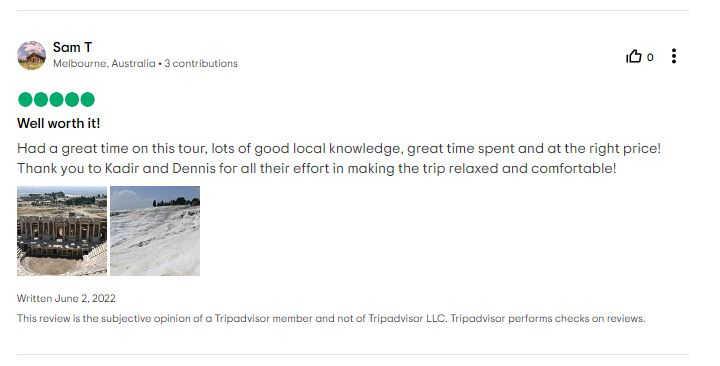 Sam T
Melbourne, Australia • 3 contributions
0
Well worth it!
Had a great time on this tour, lots of good local knowledge, great time spent and at the right price!
Thank you to Kadir and Dennis for all their effort in making the trip relaxed and comfortable!
Written June 2, 2022
This review is the subjective opinion of a Tripadvisor member and not of Tripadvisor LLC. Tripadvisor performs checks on reviews.